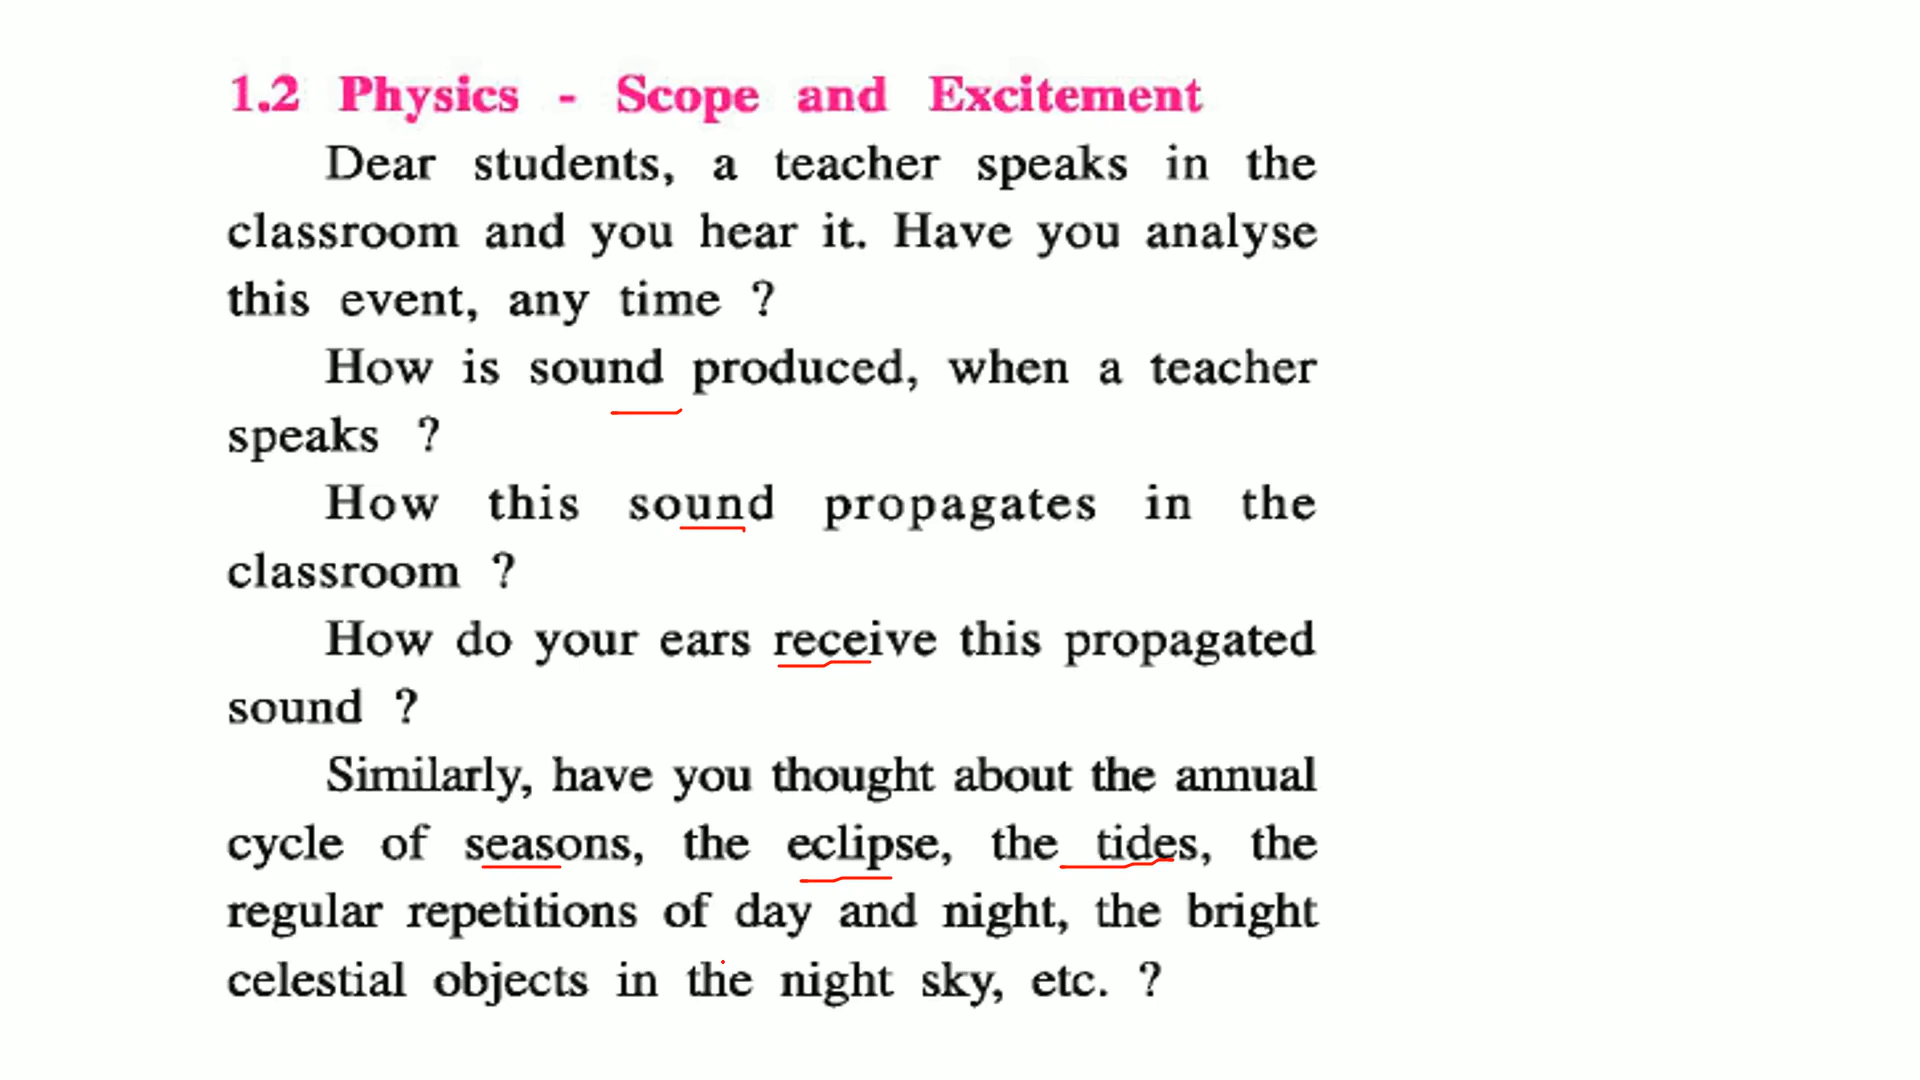 1.2 Physics - Scope and Excitement
Dear students, a teacher speaks in the
classroom and you hear it. Have you analyse
this event, any time ?
How is sound produced, when a teacher
speaks ?
How this sound propagates in the
classroom ?
How do your ears receive this propagated
sound ?
Similarly, have you thought about the annual
cycle of seasons, the eclipse, the tides, the
regular repetitions of day and night, the bright
celestial objects in the night sky, etc. ?